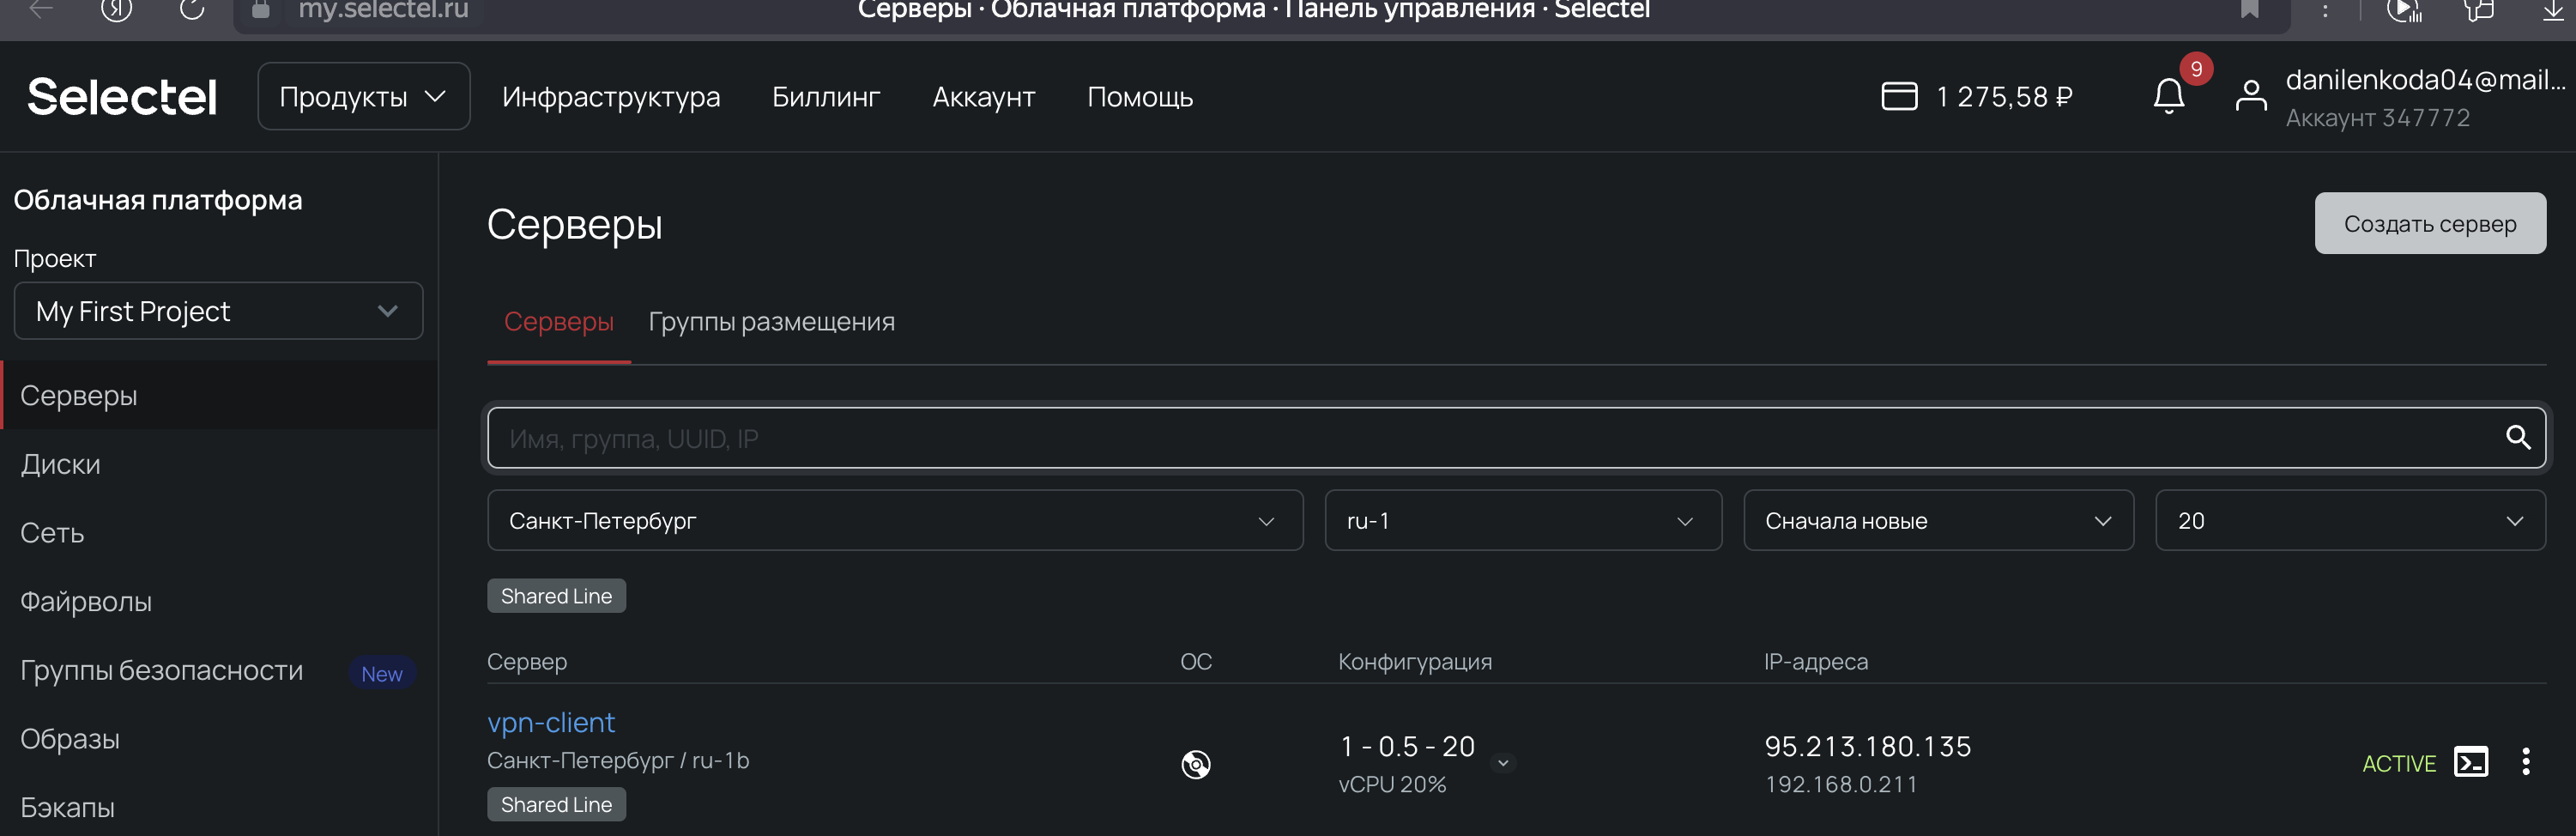 my.selectel.ru
Серверы · Облачная платформа · Панель управления · Selectel
Selectel
Продукты
Инфраструктура
Биллинг
Аккаунт
Помощь
1 275,58 ₽
9
danilenkoda04@mail...
Аккаунт 347772
Облачная платформа
Проект
My First Project
Серверы
Диски
Сеть
Файрволы
Группы безопасности New
Образы
Бэкапы
Серверы
Создать сервер
Серверы Группы размещения
Имя, группа, UUID, IP
Санкт-Петербург ru-1 Сначала новые 20
Shared Line
Сервер ОС Конфигурация IP-адреса
vpn-client
Санкт-Петербург / ru-1b
Shared Line
1 - 0.5 - 20
vCPU 20%
95.213.180.135
192.168.0.211
ACTIVE